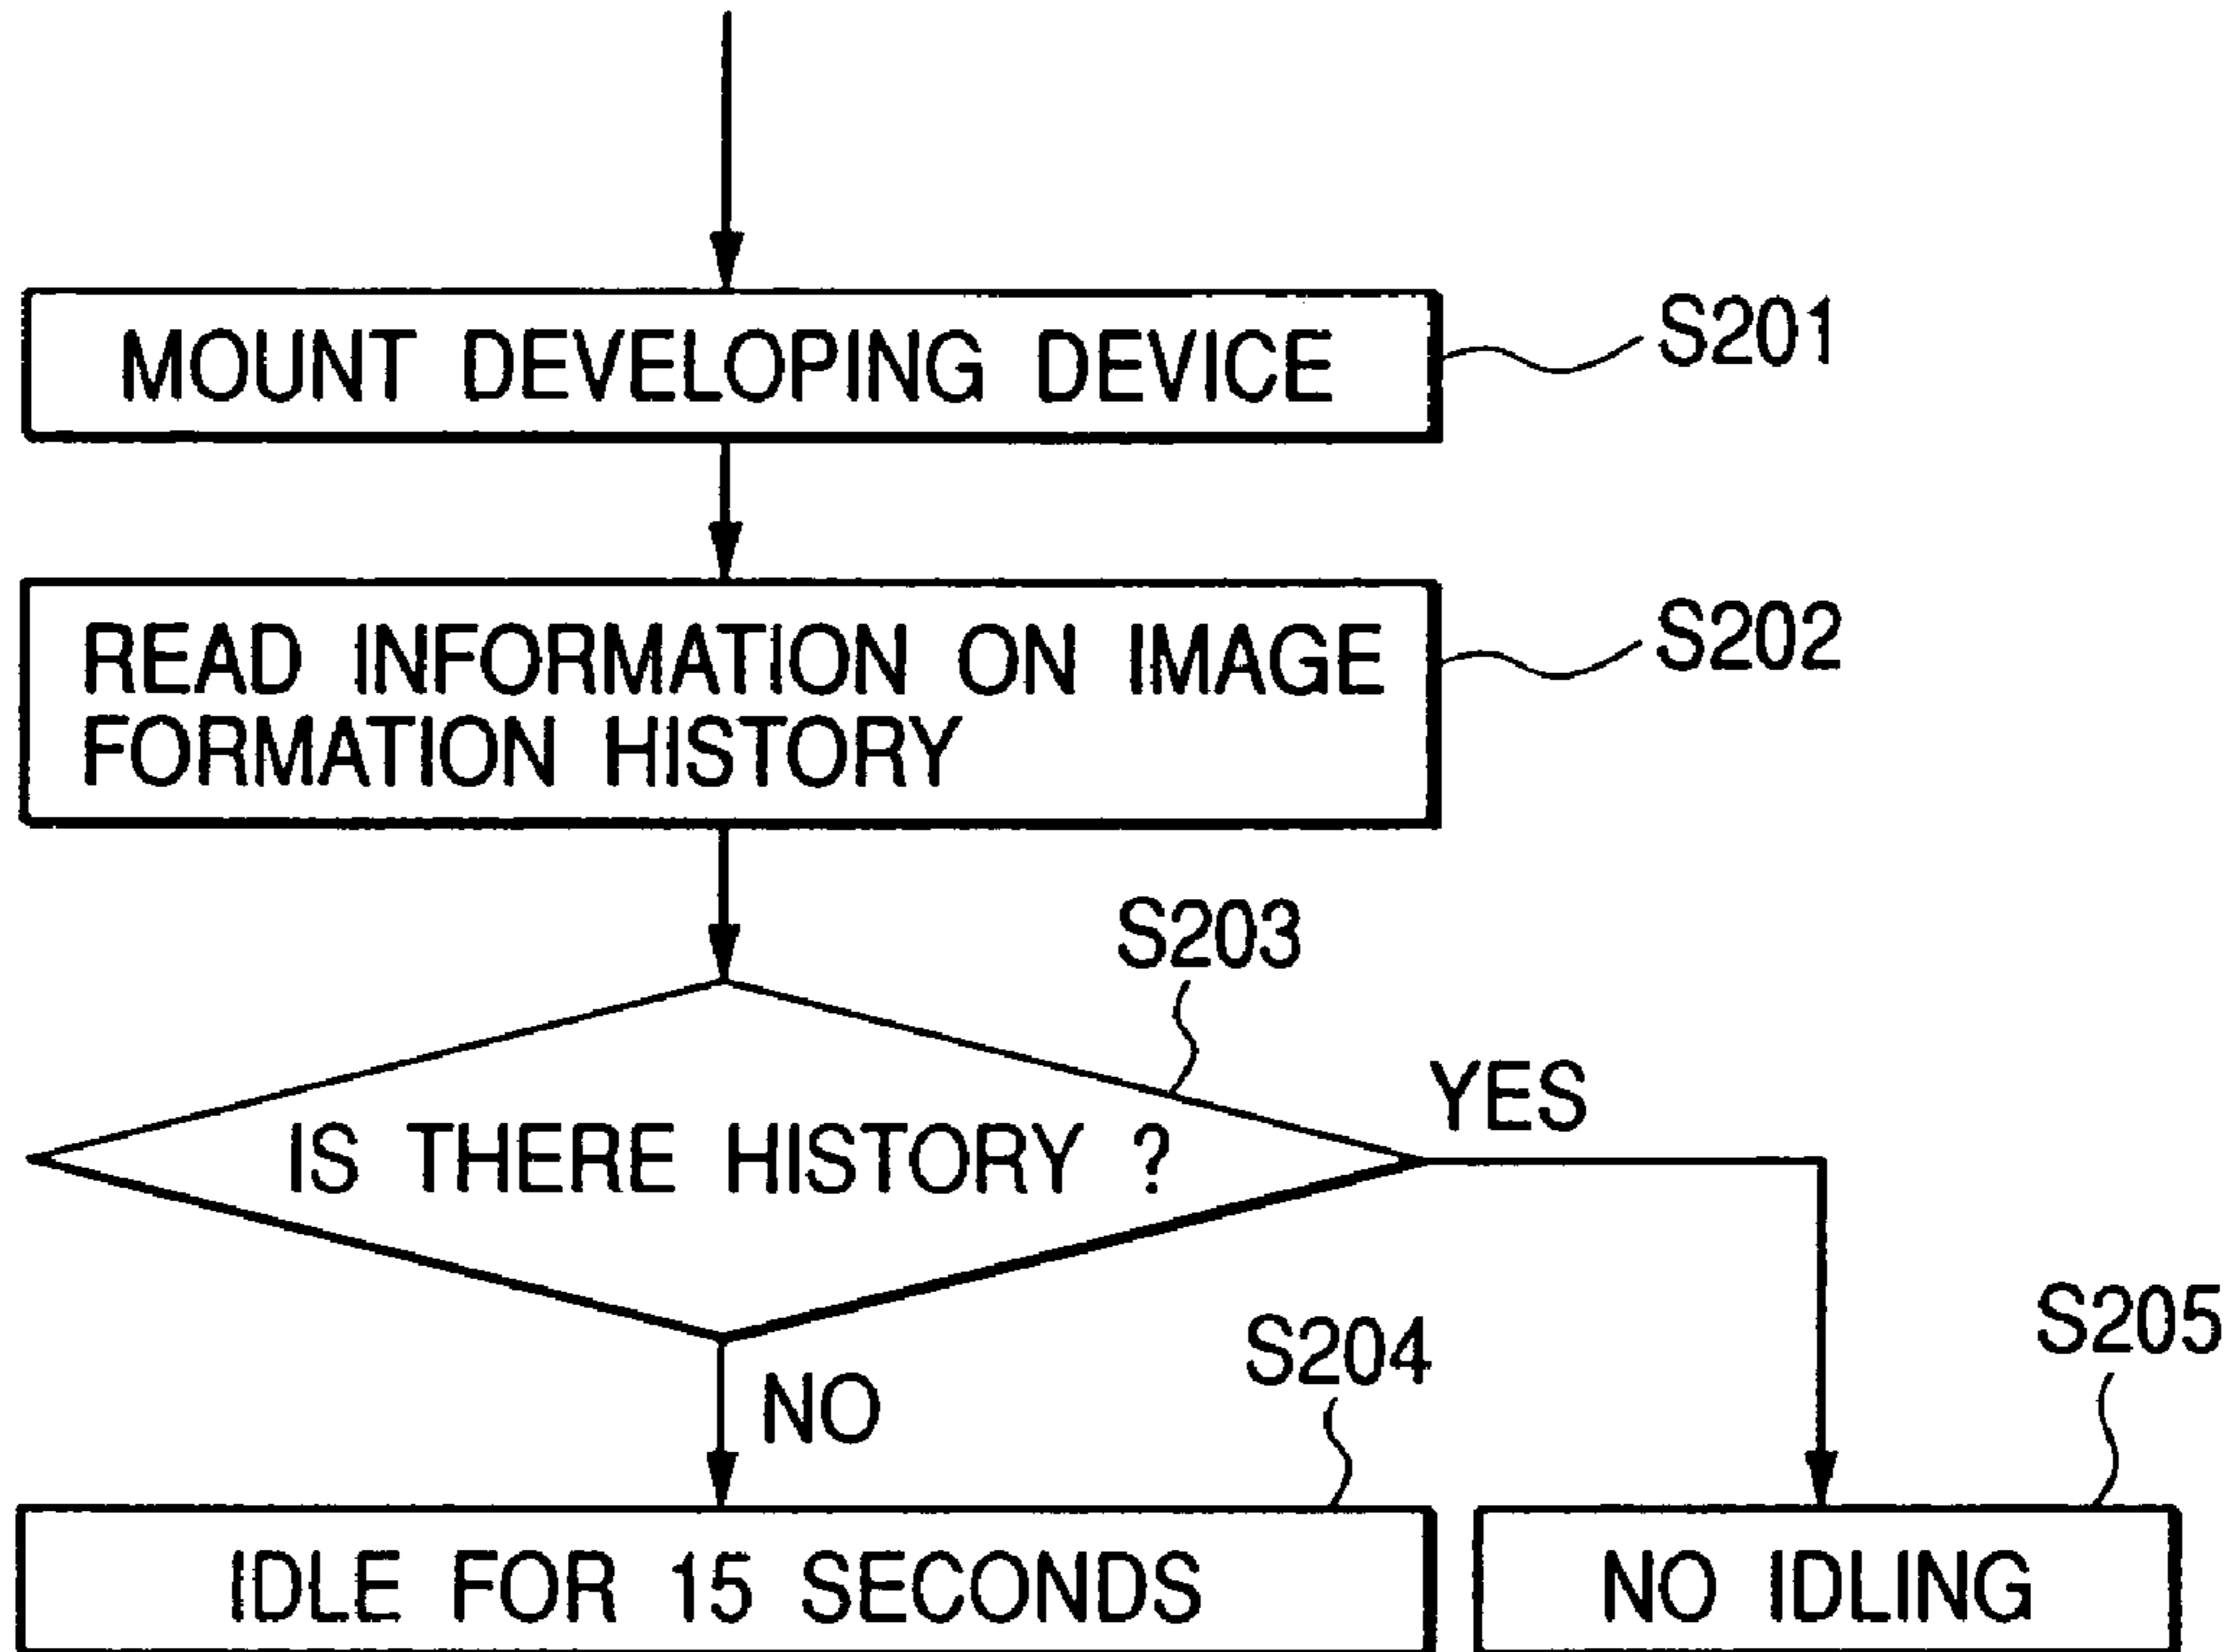 MOUNT DEVELOPING DEVICE
S201
READ INFORMATION ON IMAGE
FORMATION HISTORY
S202
S203
IS THERE HISTORY ?
YES
NO
S204
S205
IDLE FOR 15 SECONDS
NO IDLING